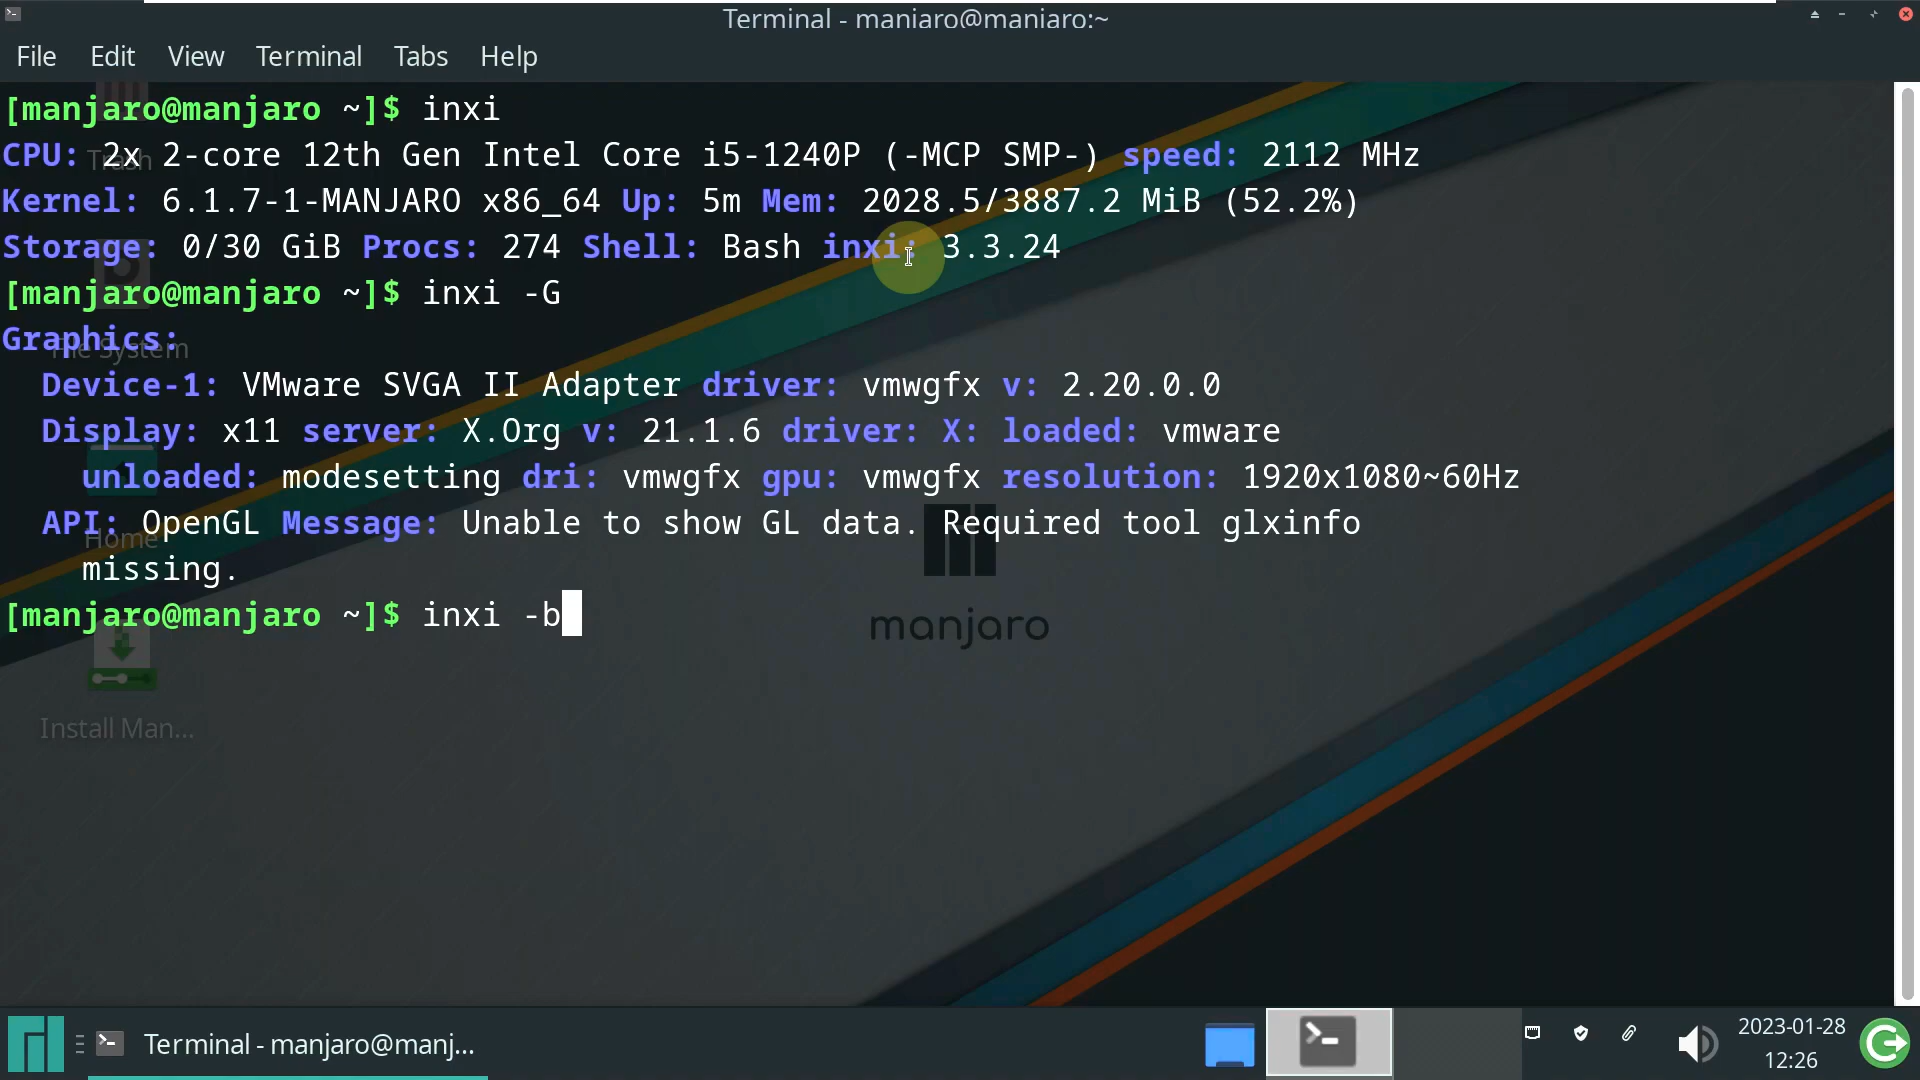 Terminal - manjaro@manjaro:~
File Edit View Terminal Tabs Help
[manjaro@manjaro ~]$ inxi
CPU: 2x 2-core 12th Gen Intel Core i5-1240P (-MCP SMP-) speed: 2112 MHz
Trash
Kernel: 6.1.7-1-MANJARO x86_64 Up: 5m Mem: 2028.5/3887.2 MiB (52.2%)
Storage: 0/30 GiB Procs: 274 Shell: Bash inxi: 3.3.24
[manjaro@manjaro ~]$ inxi -G
Graphics:
File System
Device-1: VMware SVGA II Adapter driver: vmwgfx v: 2.20.0.0
Display: x11 server: X.Org v: 21.1.6 driver: X: loaded: vmware
unloaded: modesetting dri: vmwgfx gpu: vmwgfx resolution: 1920x1080~60Hz
API: OpenGL Message: Unable to show GL data. Required tool glxinfo
Home
missing.
[manjaro@manjaro ~]$ inxi -b
manjaro
Install Man...
Terminal - manjaro@manj...
2023-01-28
12:26